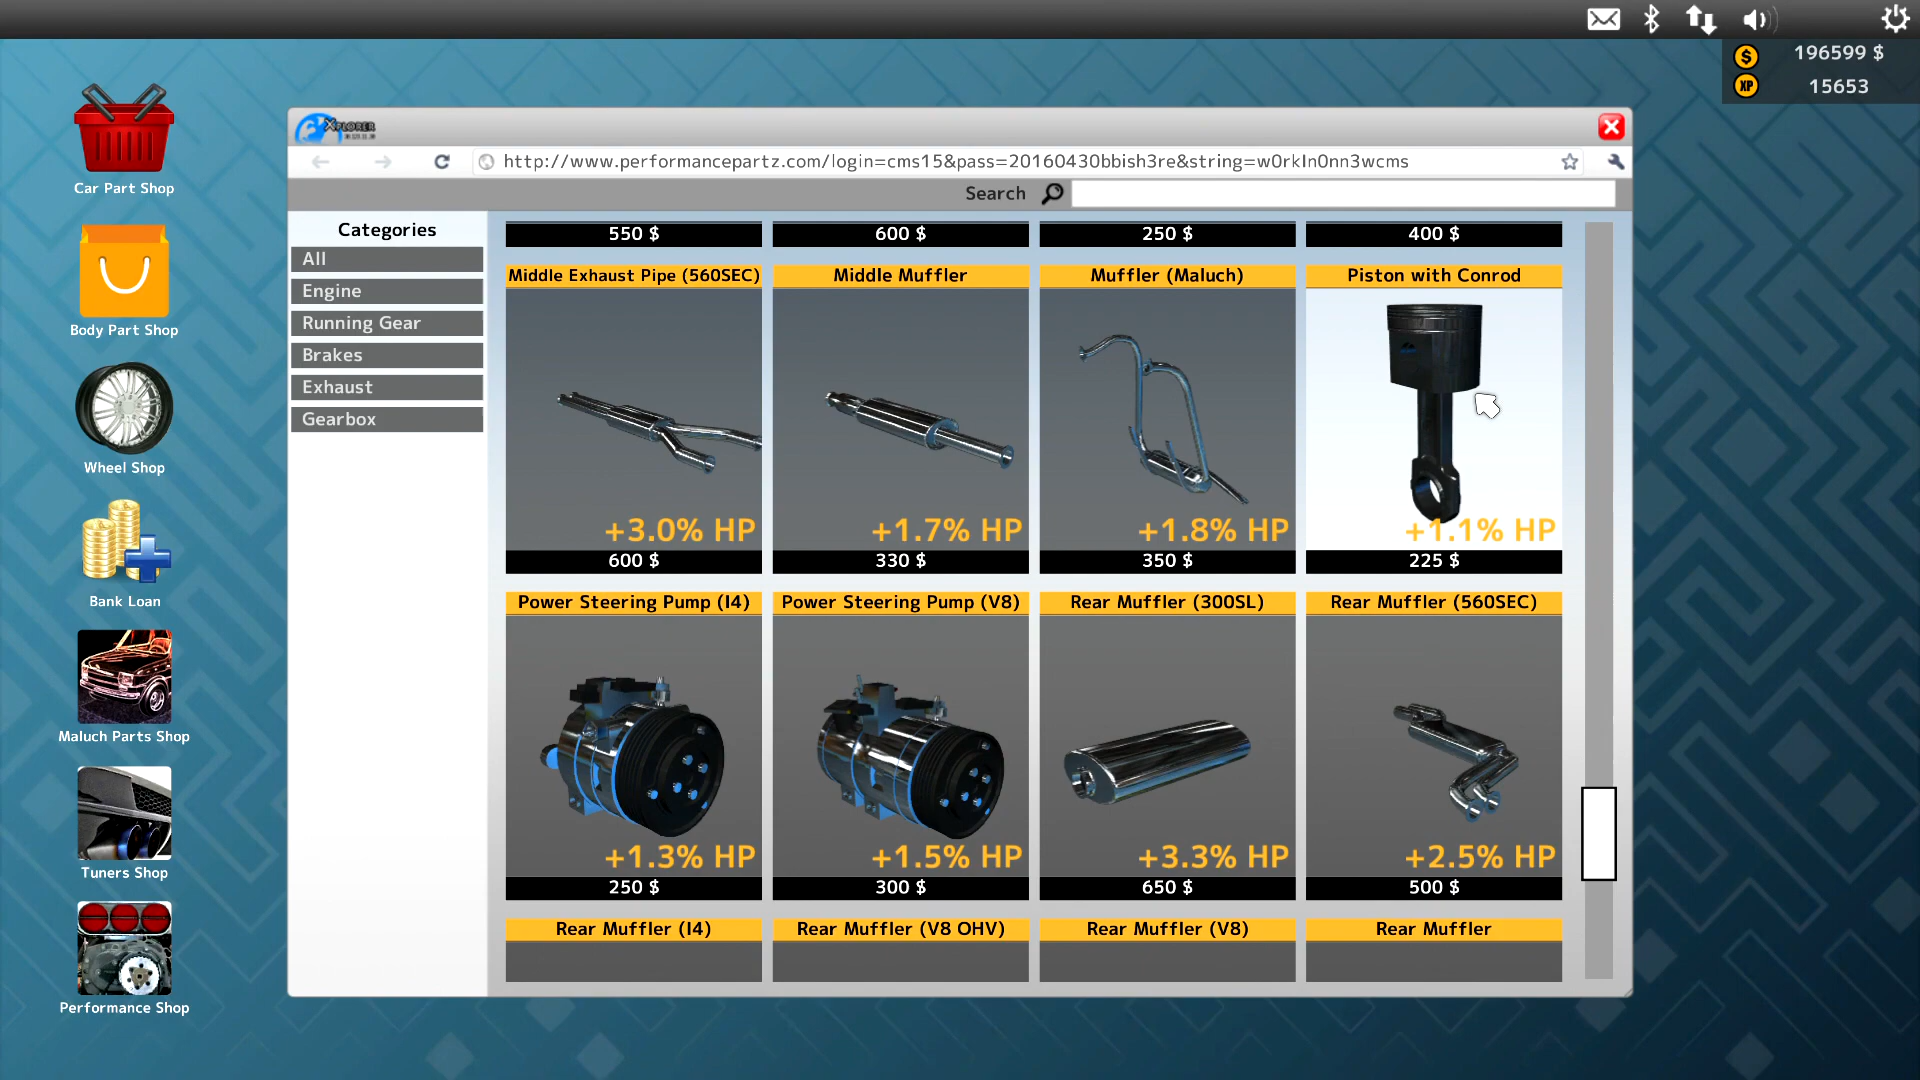 196599 $
15653
XPLORER
http://www.performancepartz.com/login=cms15&pass=20160430bbish3re&string=w0rkIn0nn3wcms
Search
Car Part Shop
Body Part Shop
Wheel Shop
Bank Loan
Maluch Parts Shop
Tuners Shop
Performance Shop
Categories
All
Engine
Running Gear
Brakes
Exhaust
Gearbox
550 $ 600 $ 250 $ 400 $
Middle Exhaust Pipe (560SEC) Middle Muffler Muffler (Maluch) Piston with Conrod
+3.0% HP +1.7% HP +1.8% HP +1.1% HP
600 $ 330 $ 350 $ 225 $
Power Steering Pump (I4) Power Steering Pump (V8) Rear Muffler (300SL) Rear Muffler (560SEC)
+1.3% HP +1.5% HP +3.3% HP +2.5% HP
250 $ 300 $ 650 $ 500 $
Rear Muffler (I4) Rear Muffler (V8 OHV) Rear Muffler (V8) Rear Muffler